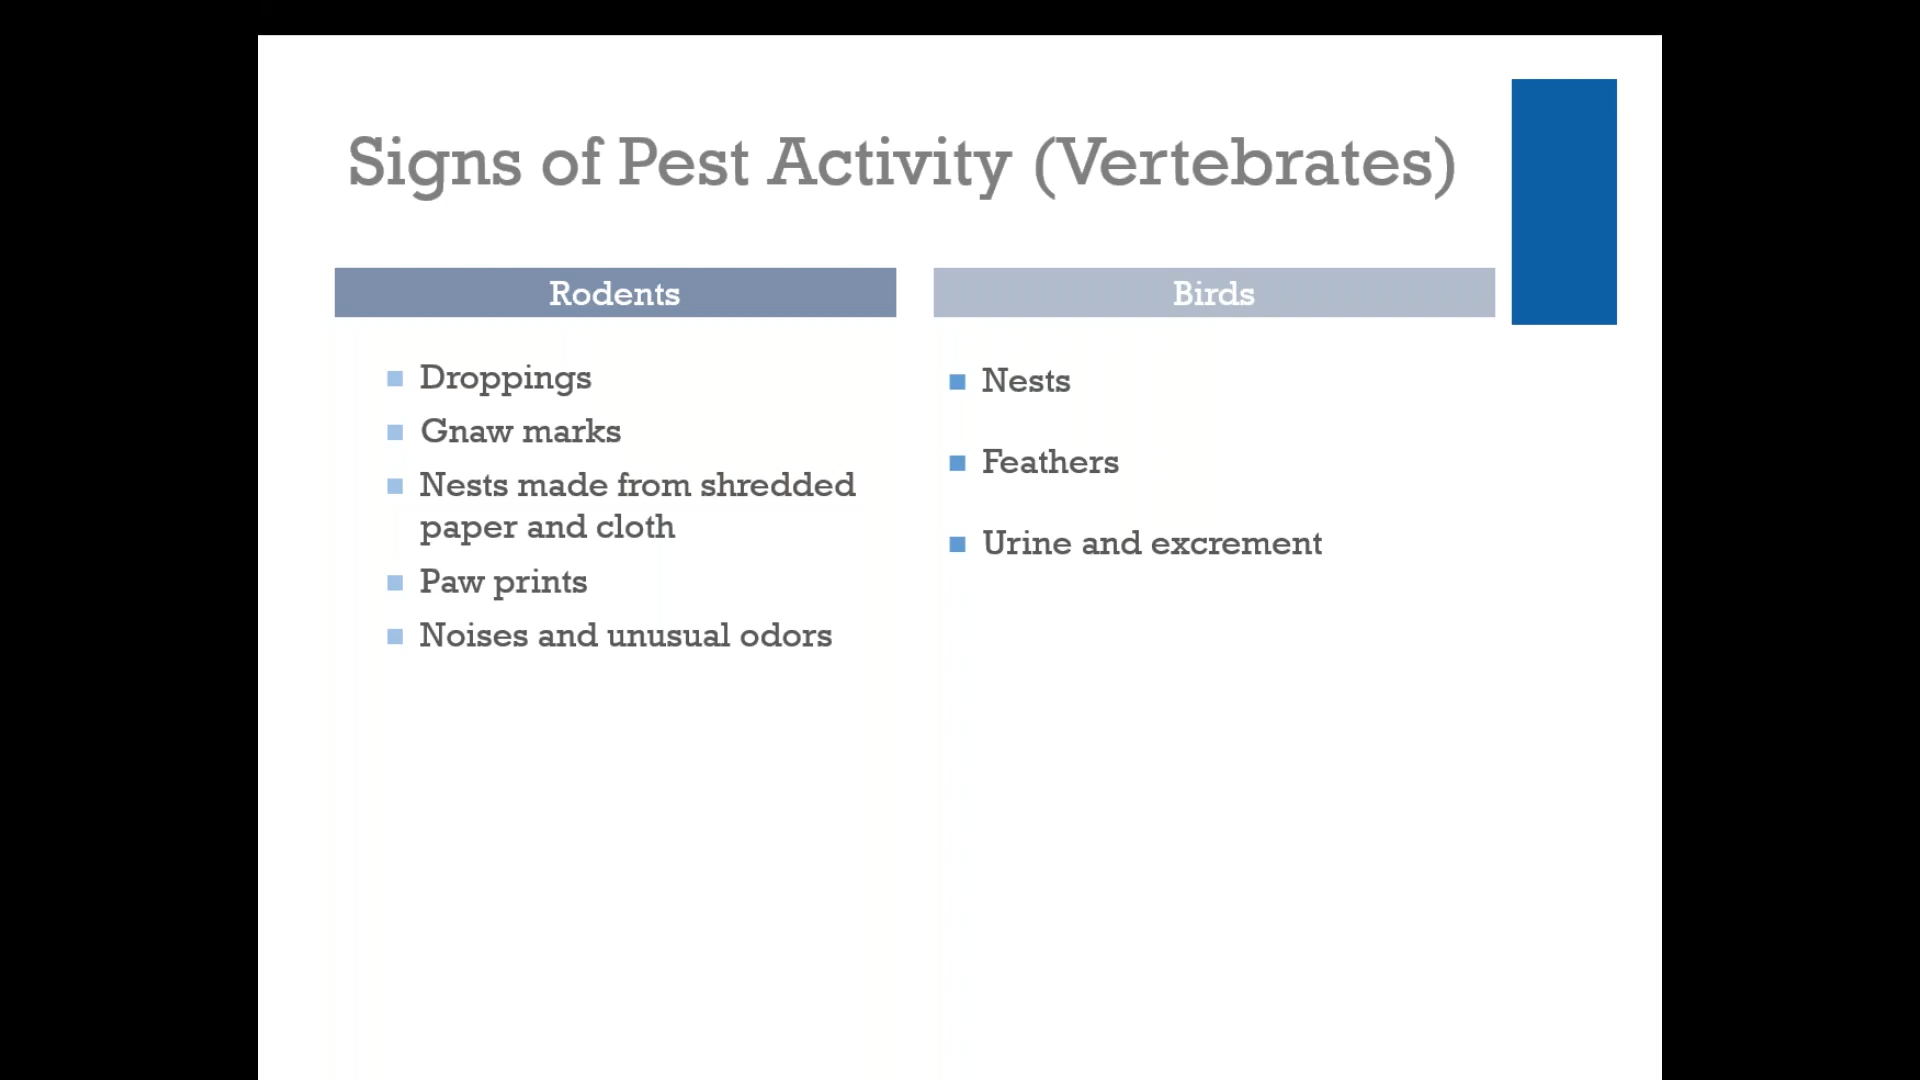 Signs of Pest Activity (Vertebrates)
Rodents
Droppings
Gnaw marks
Nests made from shredded
paper and cloth
Paw prints
Noises and unusual odors
Birds
Nests
Feathers
Urine and excrement